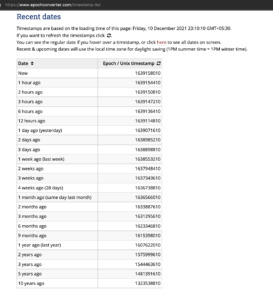 https://www.epochconverter.com/timestamp-list
Recent dates
Timestamps are based on the loading time of this page: Friday, 10 December 2021 23:10:10 GMT+05:30.
If you want to refresh the timestamps click
You can see the regular date if you hover over a timestamp, or click here to see all dates on screen.
Recent & upcoming dates will use the local time zone for daylight saving (1PM summer time = 1PM winter time).
Date Epoch / Unix timestamp
Now 1639158010
1 hour ago 1639154410
2 hours ago 1639150810
3 hours ago 1639147210
6 hours ago 1639136410
12 hours ago 1639114810
1 day ago (yesterday) 1639071610
2 days ago 1638985210
3 days ago 1638898810
1 week ago (last week) 1638553210
2 weeks ago 1637948410
3 weeks ago 1637343610
4 weeks ago (28 days) 1636738810
1 month ago (same day last month) 1636566010
2 months ago 1633887610
3 months ago 1631295610
6 months ago 1623346810
9 months ago 1615398010
1 year ago (last year) 1607622010
2 years ago 1575999610
3 years ago 1544463610
5 years ago 1481391610
10 years ago 1323538810